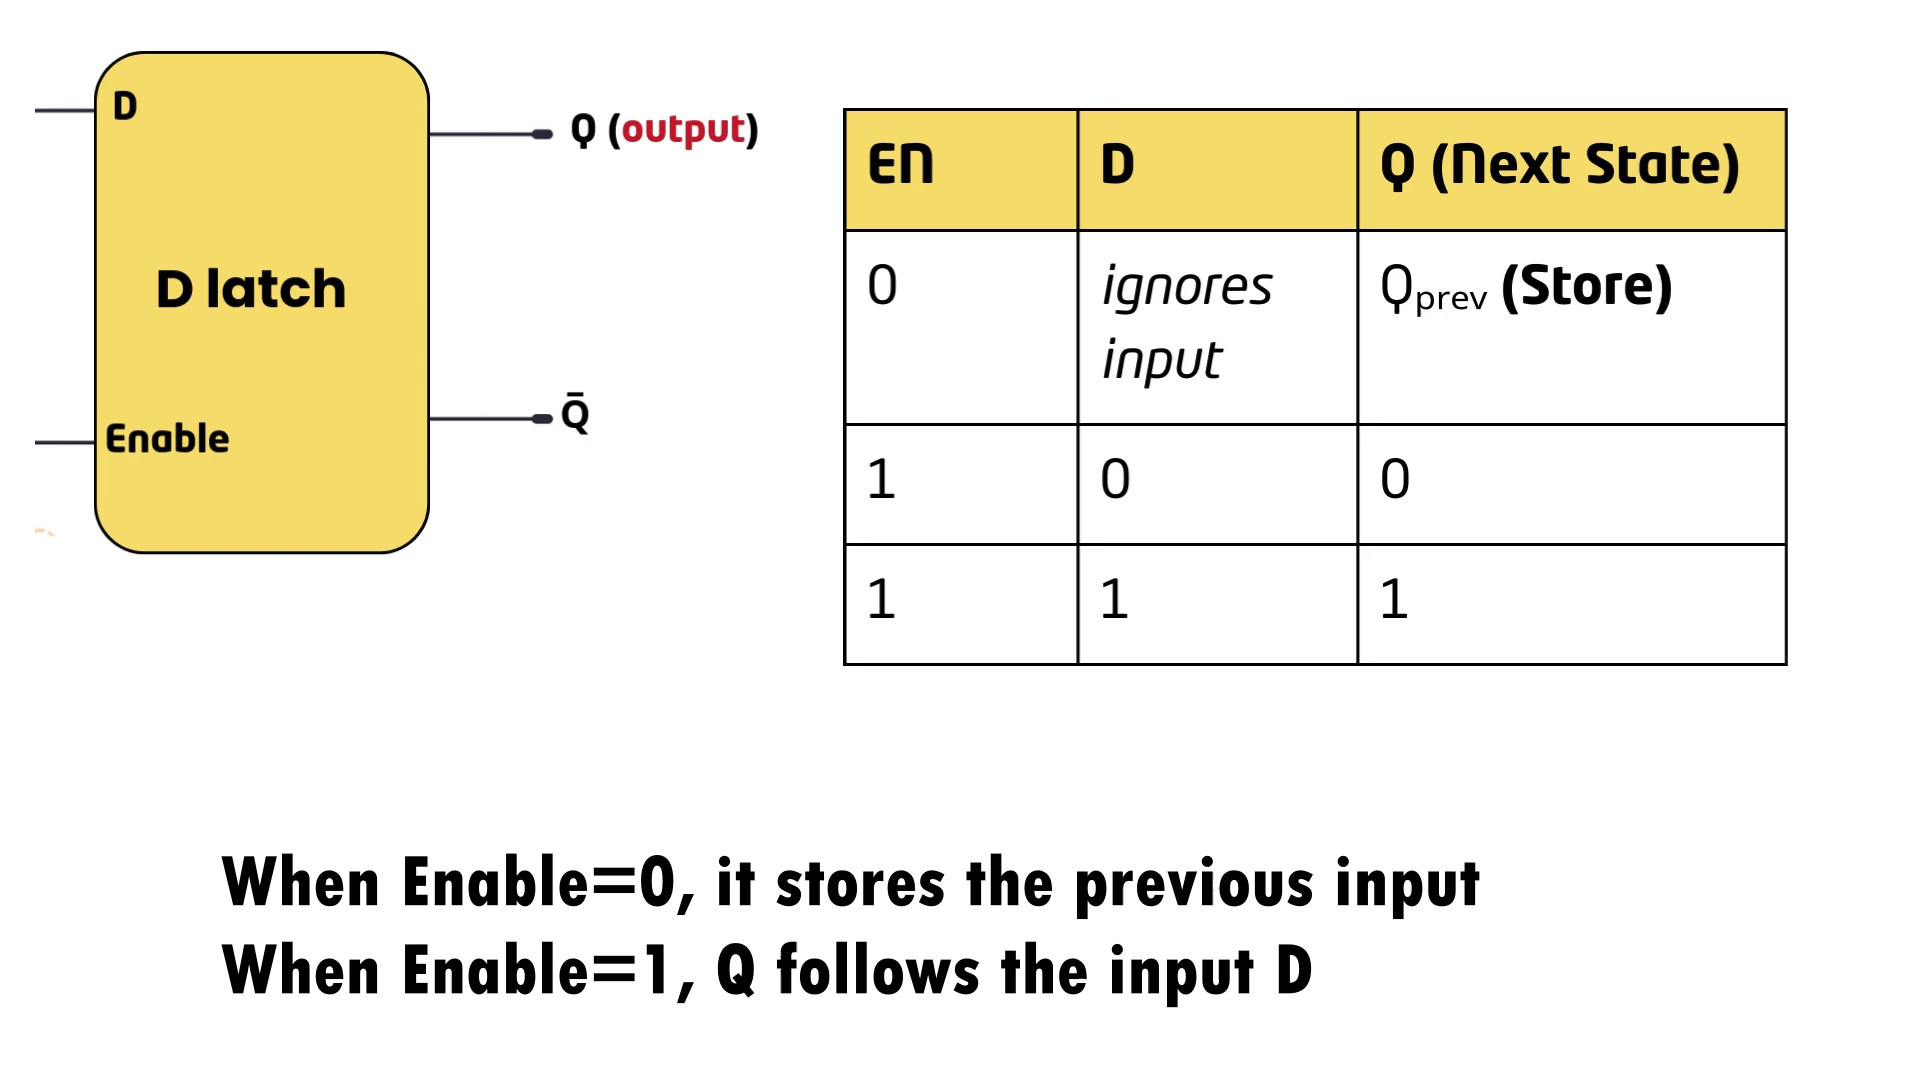 D
Q (output)
D latch
Enable
Q̄
EN D Q (Next State)
0 ignores input Qprev (Store)
1 0 0
1 1 1
When Enable=0, it stores the previous input
When Enable=1, Q follows the input D